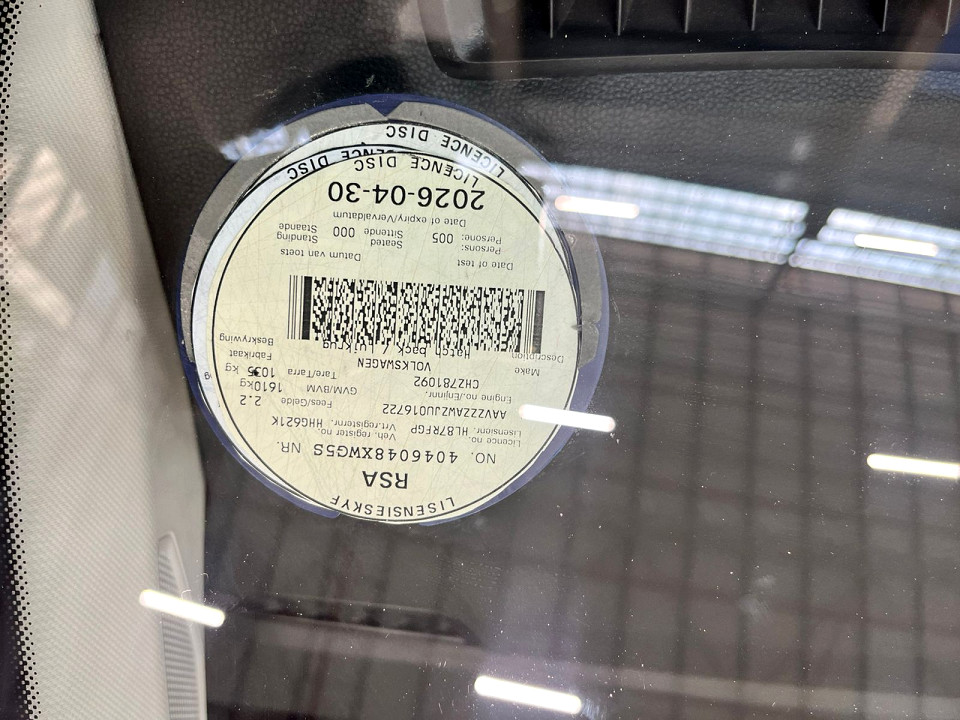 LISENSIESKYF
RSA
NO. 4046048XWG5S NR.
Licence no. Veh. register no.
Lisensienr. HL87RFGP Vrt.registernr. HHG621K
AAVZZZAWZJU016722 Fees/Gelde 2.2
Engine no./Enjinnr. GVM/BVM 1610kg
CHZ781092 Tare/Tarra 1035 kg
Make VOLKSWAGEN Fabrikaat
Description Hatch back / Luikrug Beskrywing
Date of test Datum van toets
Persons: Seated Standing
Persone: 005 Sittende 000 Staande
Date of expiry/Vervaldatum
2026-04-30
LICENCE DISC
LICENCE DISC
LICENCE DISC